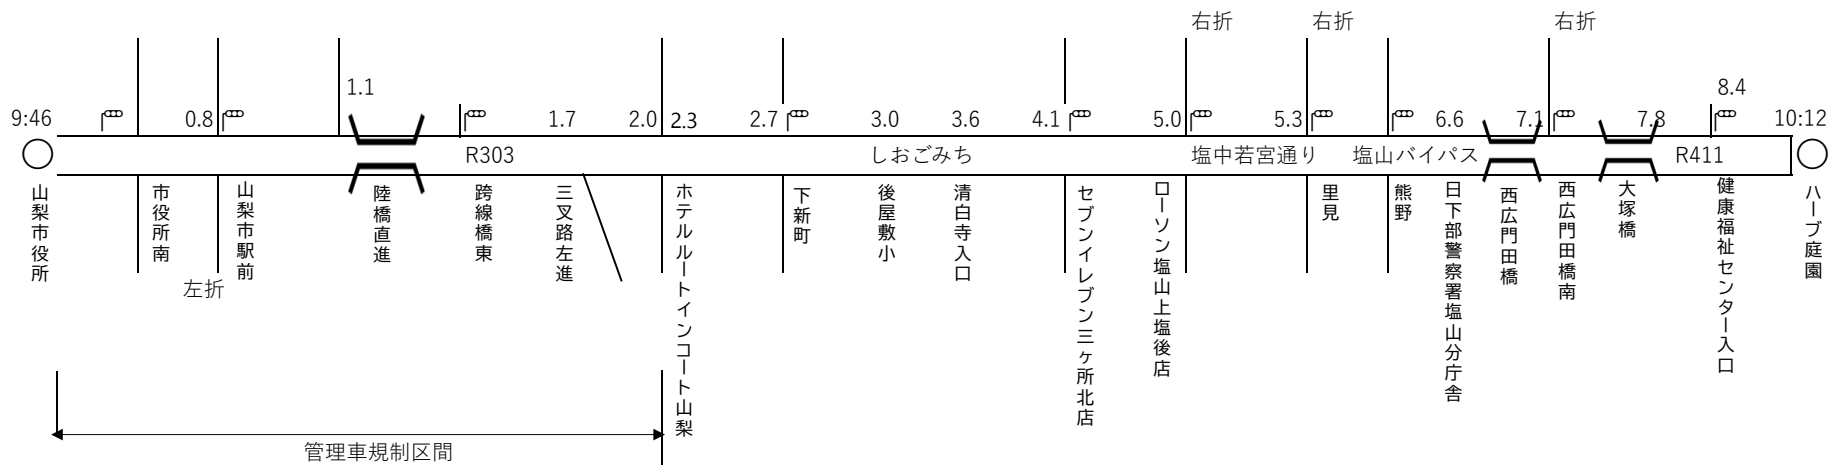 右折
右折
右折
1.1
8.4
9:46
0.8
1.7
2.0
2.3
2.7
3.0
3.6
4.1
5.0
5.3
6.6
7.1
7.8
10:12
R303
しおごみち
塩中若宮通り
塩山バイパス
R411
山梨市役所
市役所南
山梨市駅前
陸橋直進
跨線橋東
三叉路左進
ホテルルートインコート山梨
下新町
後屋敷小
清白寺入口
セブンイレブン三ヶ所北店
ローソン塩山上塩後店
里見
熊野
日下部警察署塩山分庁舎
西広門田橋
西広門田橋南
大塚橋
健康福祉センター入口
ハーブ庭園
左折
管理車規制区間